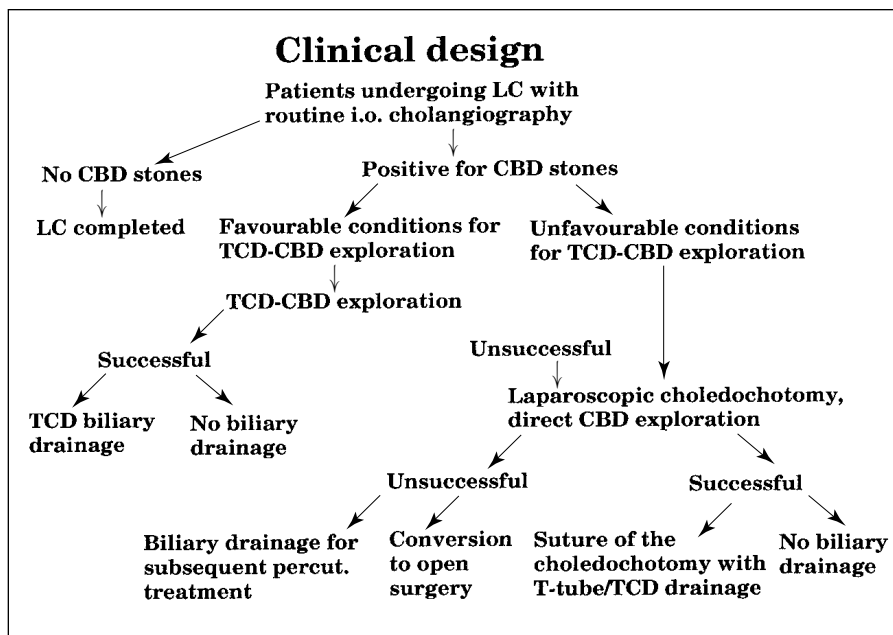 Clinical design
Patients undergoing LC with
routine i.o. cholangiography
No CBD stones
Positive for CBD stones
LC completed
Favourable conditions for
TCD-CBD exploration
Unfavourable conditions
for TCD-CBD exploration
TCD-CBD exploration
Successful
Unsuccessful
TCD biliary
drainage
No biliary
drainage
Laparoscopic choledochotomy,
direct CBD exploration
Unsuccessful
Successful
Biliary drainage for
subsequent percut.
treatment
Conversion
to open
surgery
Suture of the
choledochotomy with
T-tube/TCD drainage
No biliary
drainage